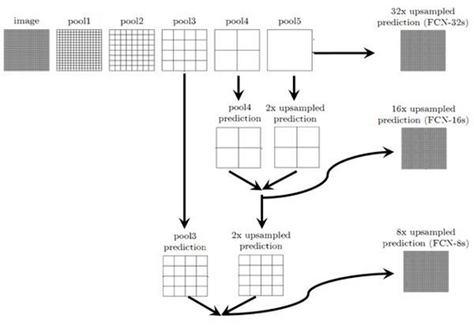 image pool1 pool2 pool3 pool4 pool5
32x upsampled
prediction (FCN-32s)
pool4
prediction
2x upsampled
prediction
16x upsampled
prediction (FCN-16s)
pool3
prediction
2x upsampled
prediction
8x upsampled
prediction (FCN-8s)